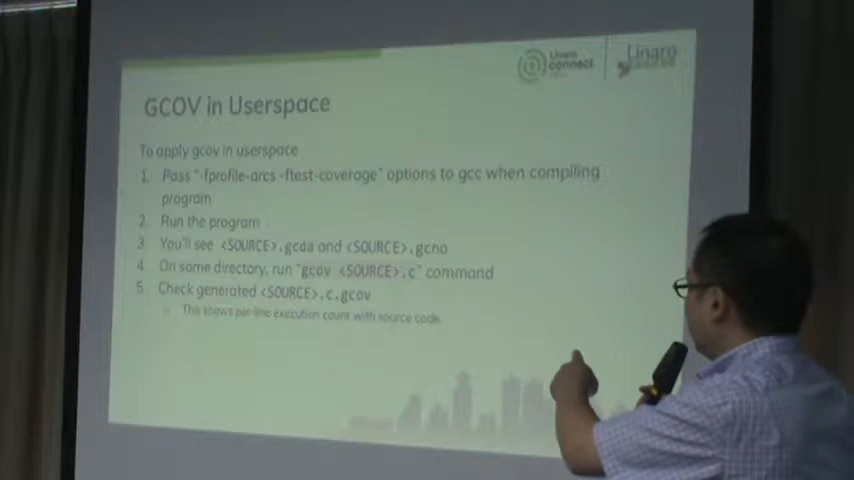 Linaro
connect
Linaro
GCOV in Userspace
To apply gcov in userspace
1. Pass "-fprofile-arcs -ftest-coverage" options to gcc when compiling
program
2. Run the program
3. You'll see <SOURCE>.gcda and <SOURCE>.gcno
4. On same directory, run "gcov <SOURCE>.c" command
5. Check generated <SOURCE>.c.gcov
This shows per-line execution count with source code.